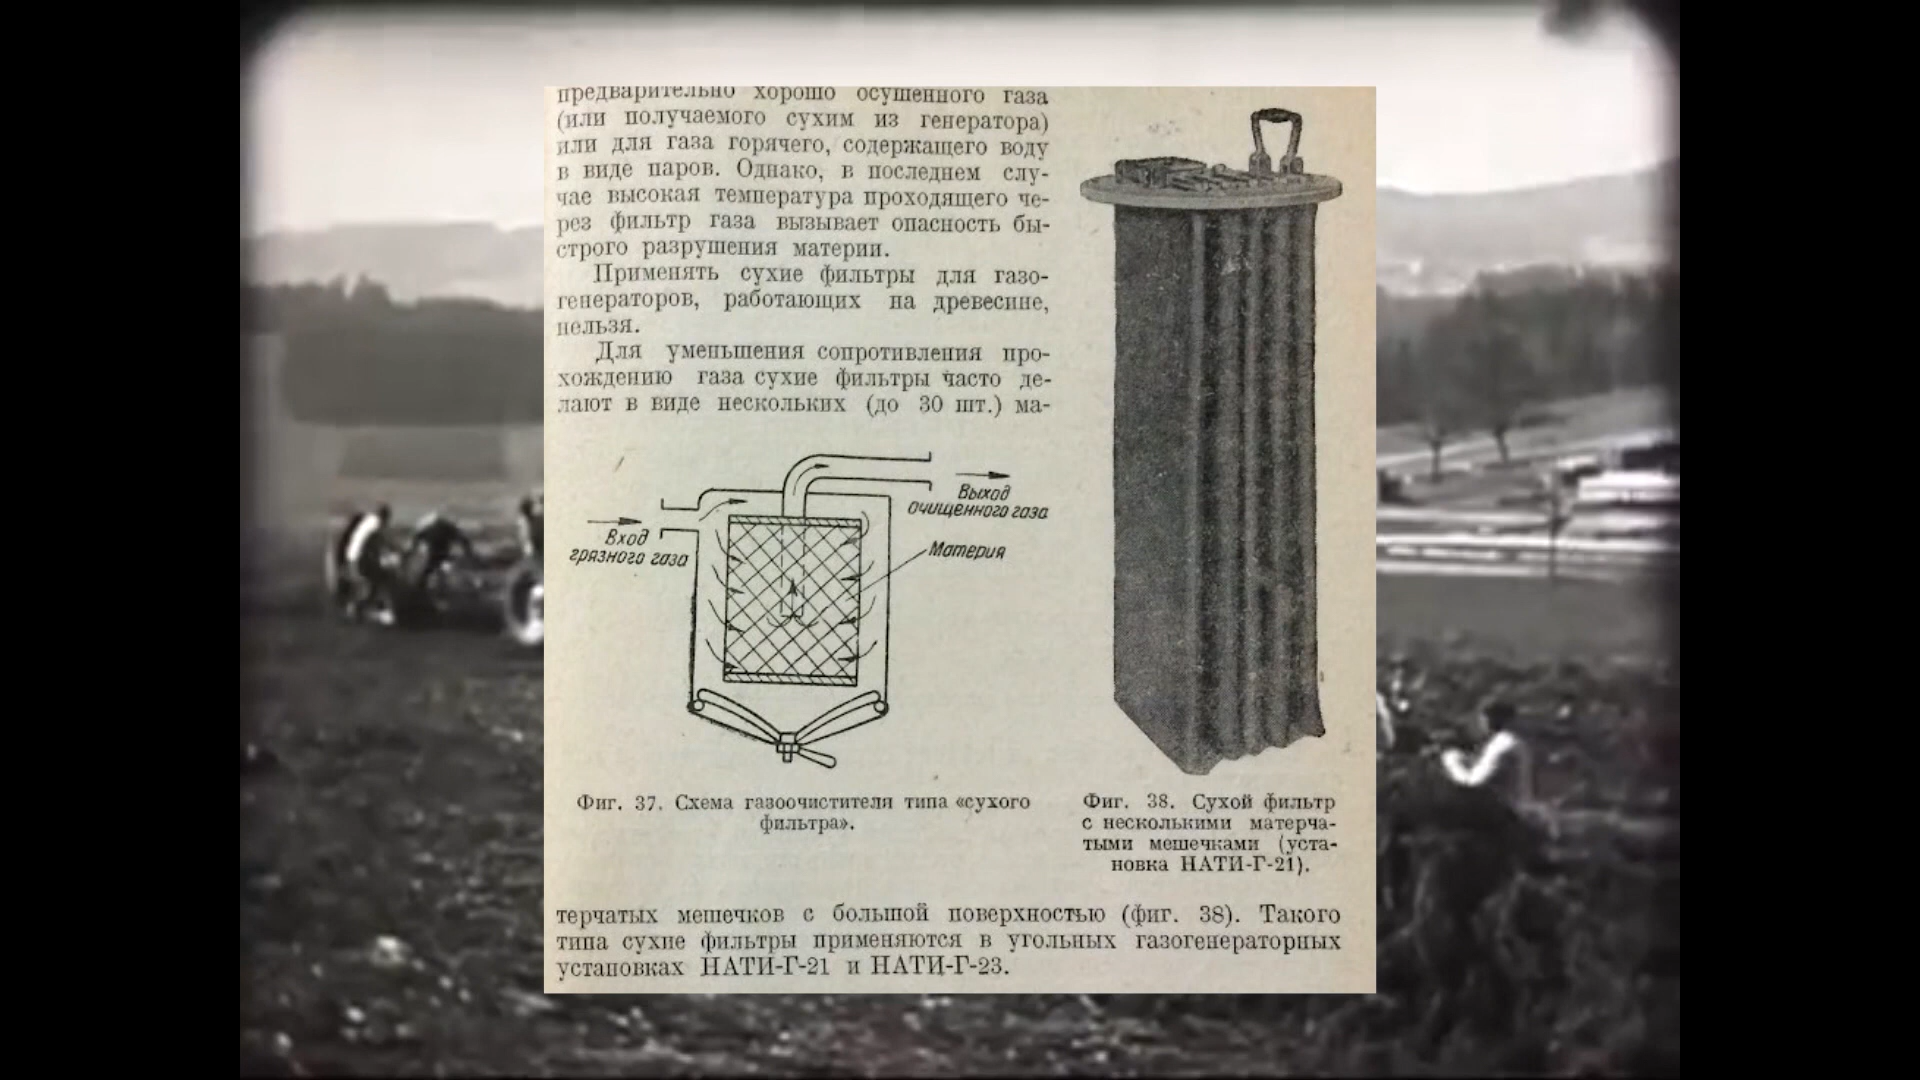 предварительно хорошо осушенного газа
(или получаемого сухим из генератора)
или для газа горячего, содержащего воду
в виде паров. Однако, в последнем слу-
чае высокая температура проходящего че-
рез фильтр газа вызывает опасность бы-
строго разрушения материи.
Применять сухие фильтры для газо-
генераторов, работающих на древесине,
нельзя.
Для уменьшения сопротивления про-
хождению газа сухие фильтры часто де-
лают в виде нескольких (до 30 шт.) ма-
Выход
очищенного газа
Вход
грязного газа
Материя
Фиг. 37. Схема газоочистителя типа «сухого
фильтра».
Фиг. 38. Сухой фильтр
с несколькими матерча-
тыми мешечками (уста-
новка НАТИ-Г-21).
терчатых мешечков с большой поверхностью (фиг. 38). Такого
типа сухие фильтры применяются в угольных газогенераторных
установках НАТИ-Г-21 и НАТИ-Г-23.